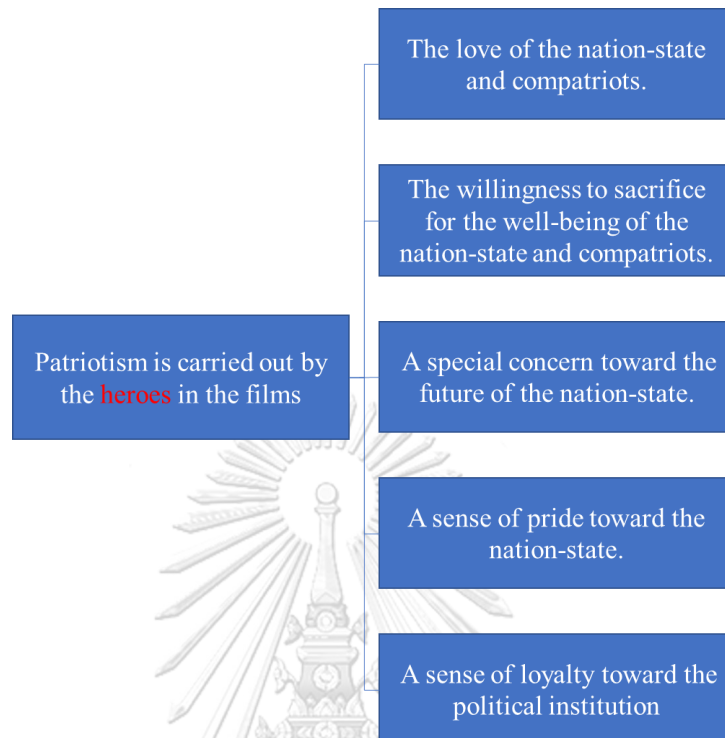 The love of the nation-state
and compatriots.
The willingness to sacrifice
for the well-being of the
nation-state and compatriots.
Patriotism is carried out by
the heroes in the films
A special concern toward the
future of the nation-state.
A sense of pride toward the
nation-state.
A sense of loyalty toward the
political institution